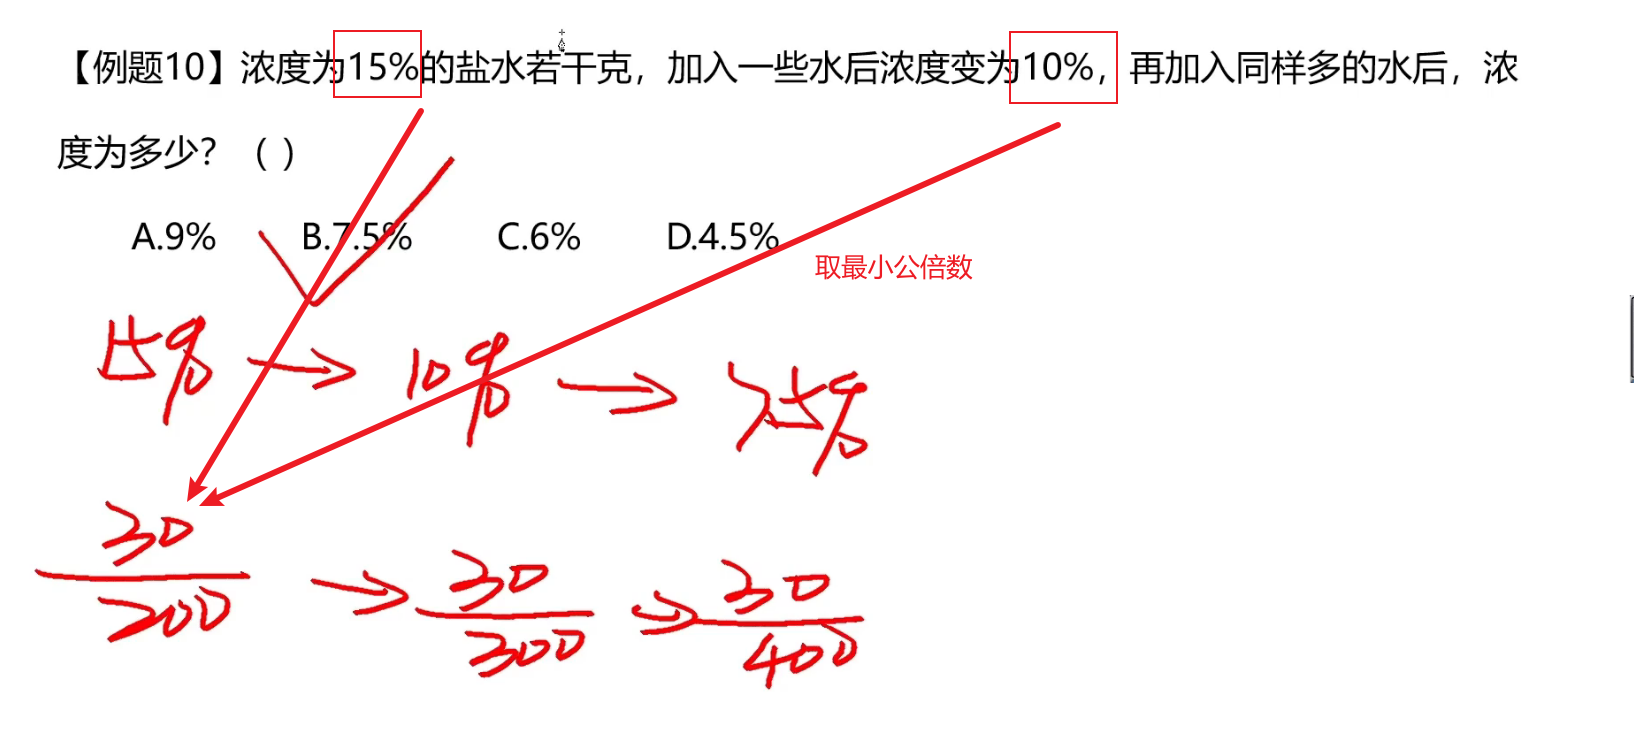 【例题10】浓度为15%的盐水若干克，加入一些水后浓度变为10%，再加入同样多的水后，浓
度为多少？（ ）
A.9% B.7.5% C.6% D.4.5%
取最小公倍数
15% → 10% → 7.5%
30/200 → 30/300 → 30/400